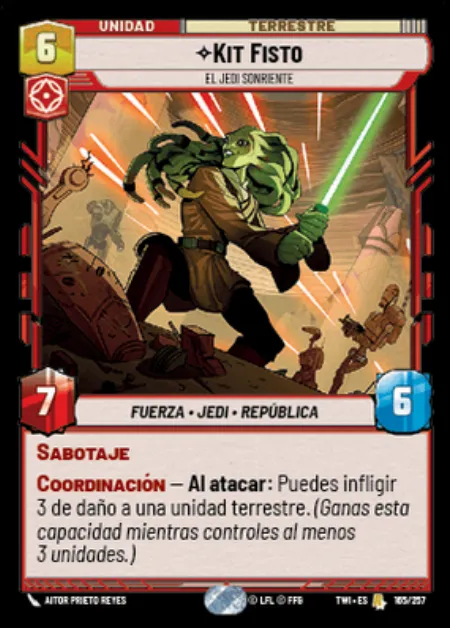 UNIDAD
TERRESTRE
6
✧KIT FISTO
EL JEDI SONRIENTE
7
6
FUERZA • JEDI • REPÚBLICA
SABOTAJE
COORDINACIÓN – Al atacar: Puedes infligir
3 de daño a una unidad terrestre. (Ganas esta
capacidad mientras controles al menos
3 unidades.)
AITOR PRIETO REYES
© LFL © FFG
TWI • ES
165/257